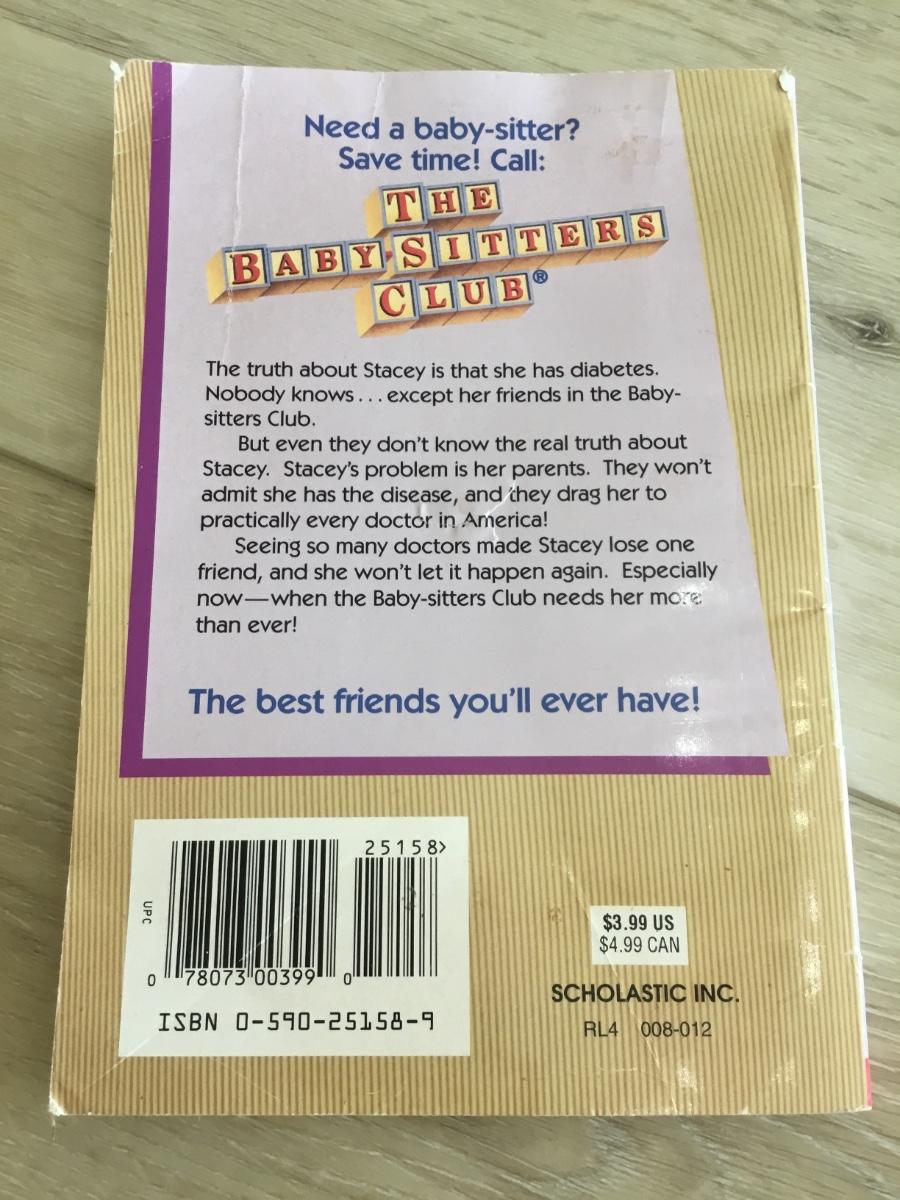 Need a baby-sitter?
Save time! Call:
THE
BABY-SITTERS
CLUB®
The truth about Stacey is that she has diabetes.
Nobody knows . . . except her friends in the Baby-
sitters Club.
But even they don't know the real truth about
Stacey. Stacey's problem is her parents. They won't
admit she has the disease, and they drag her to
practically every doctor in America!
Seeing so many doctors made Stacey lose one
friend, and she won't let it happen again. Especially
now—when the Baby-sitters Club needs her more
than ever!
The best friends you'll ever have!
25158>
UPC
0 78073 00399 0
ISBN 0-590-25158-9
$3.99 US
$4.99 CAN
SCHOLASTIC INC.
RL4 008-012